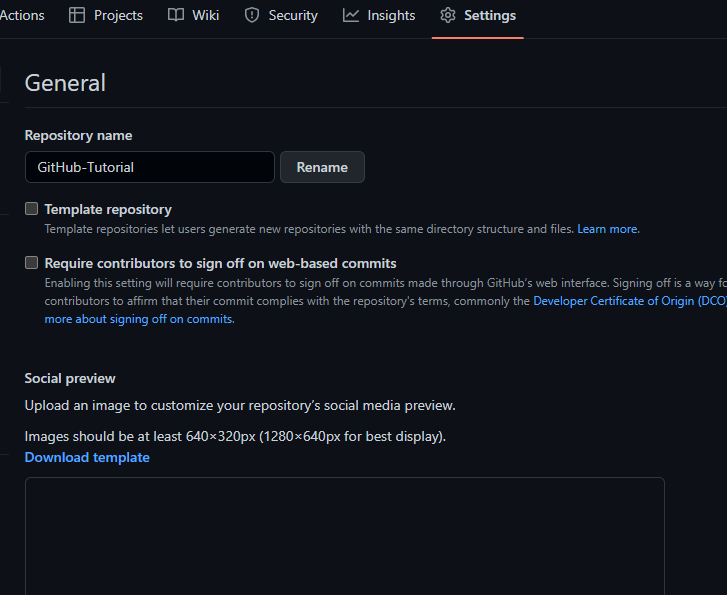 Actions Projects Wiki Security Insights Settings
General
Repository name
GitHub-Tutorial Rename
Template repository
Template repositories let users generate new repositories with the same directory structure and files. Learn more.
Require contributors to sign off on web-based commits
Enabling this setting will require contributors to sign off on commits made through GitHub’s web interface. Signing off is a way fo
contributors to affirm that their commit complies with the repository's terms, commonly the Developer Certificate of Origin (DCO)
more about signing off on commits.
Social preview
Upload an image to customize your repository’s social media preview.
Images should be at least 640×320px (1280×640px for best display).
Download template